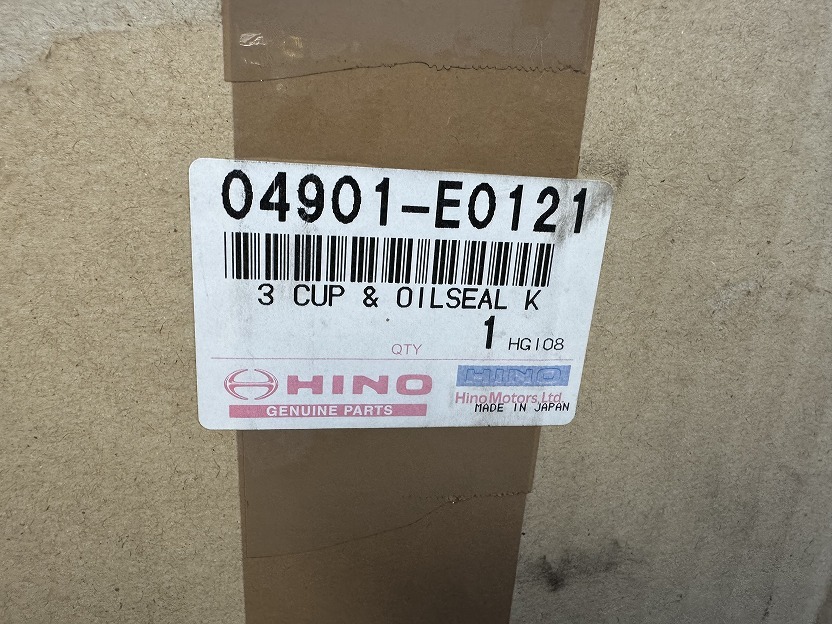 04901-E0121
3 CUP & OILSEAL K
QTY 1 HG108
HINO HINO
GENUINE PARTS Hino Motors, Ltd.
MADE IN JAPAN